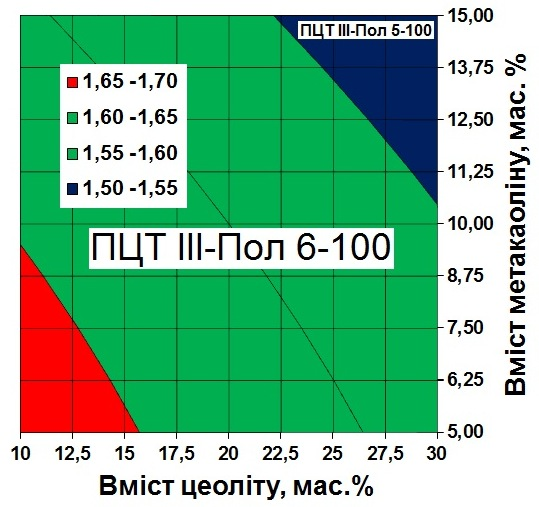 ПЦТ ІІІ-Пол 5-100
1,65 -1,70
1,60 -1,65
1,55 -1,60
1,50 -1,55
ПЦТ ІІІ-Пол 6-100
15,00
13,75
12,50
11,25
10,00
8,75
7,50
6,25
5,00
Вміст метакаоліну, мас. %
10 12,5 15 17,5 20 22,5 25 27,5 30
Вміст цеоліту, мас.%